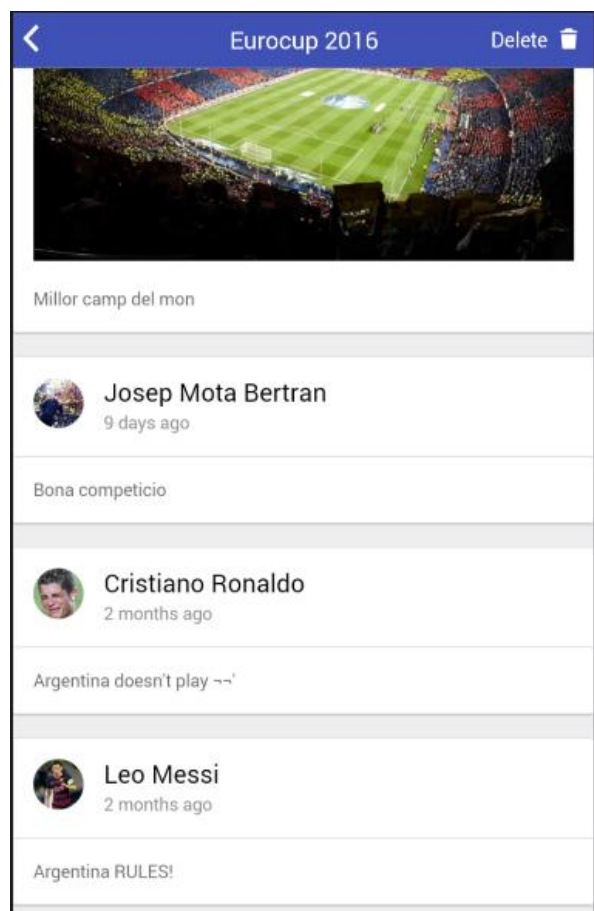 Eurocup 2016 Delete
Millor camp del mon
Josep Mota Bertran
9 days ago
Bona competicio
Cristiano Ronaldo
2 months ago
Argentina doesn't play ¬¬'
Leo Messi
2 months ago
Argentina RULES!